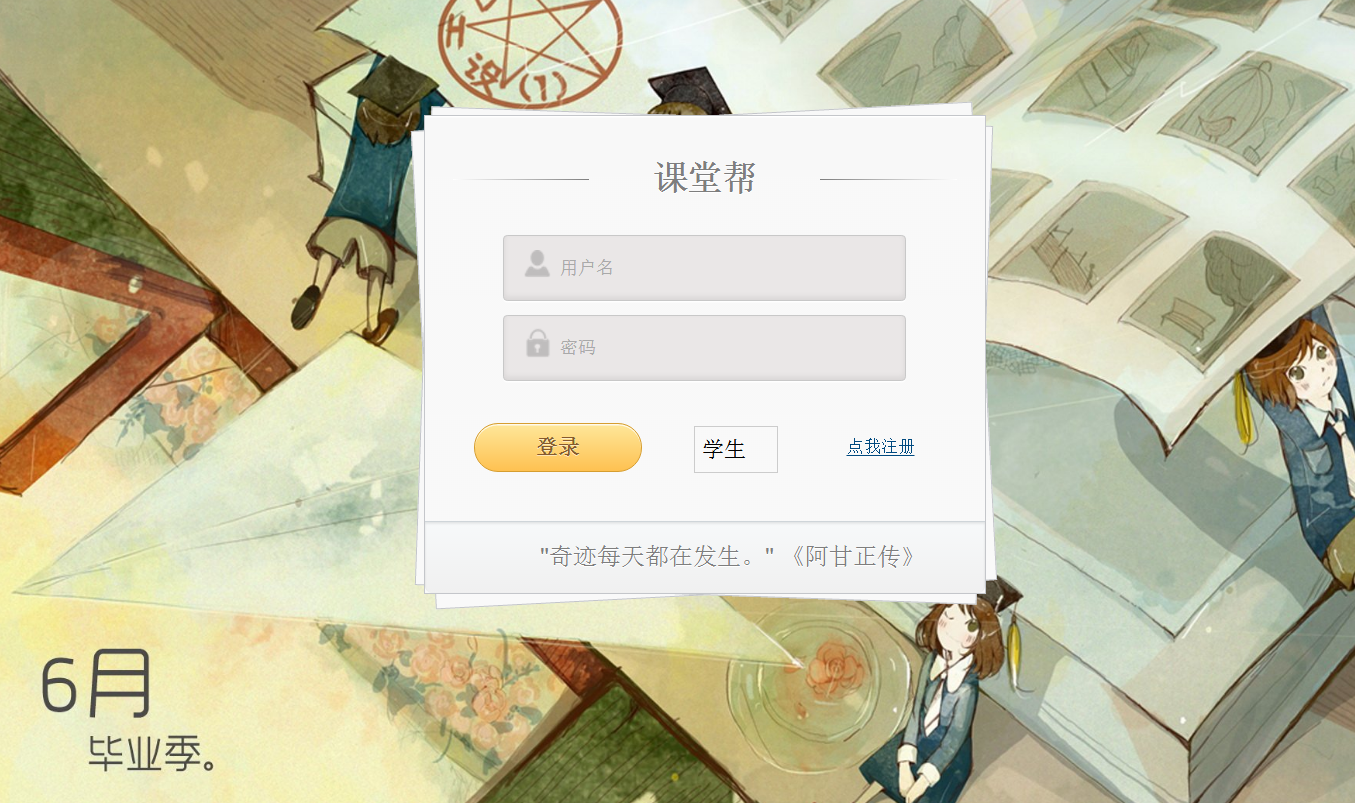 课堂帮
用户名
密码
登录
学生
点我注册
"奇迹每天都在发生。" 《阿甘正传》
6月
毕业季。